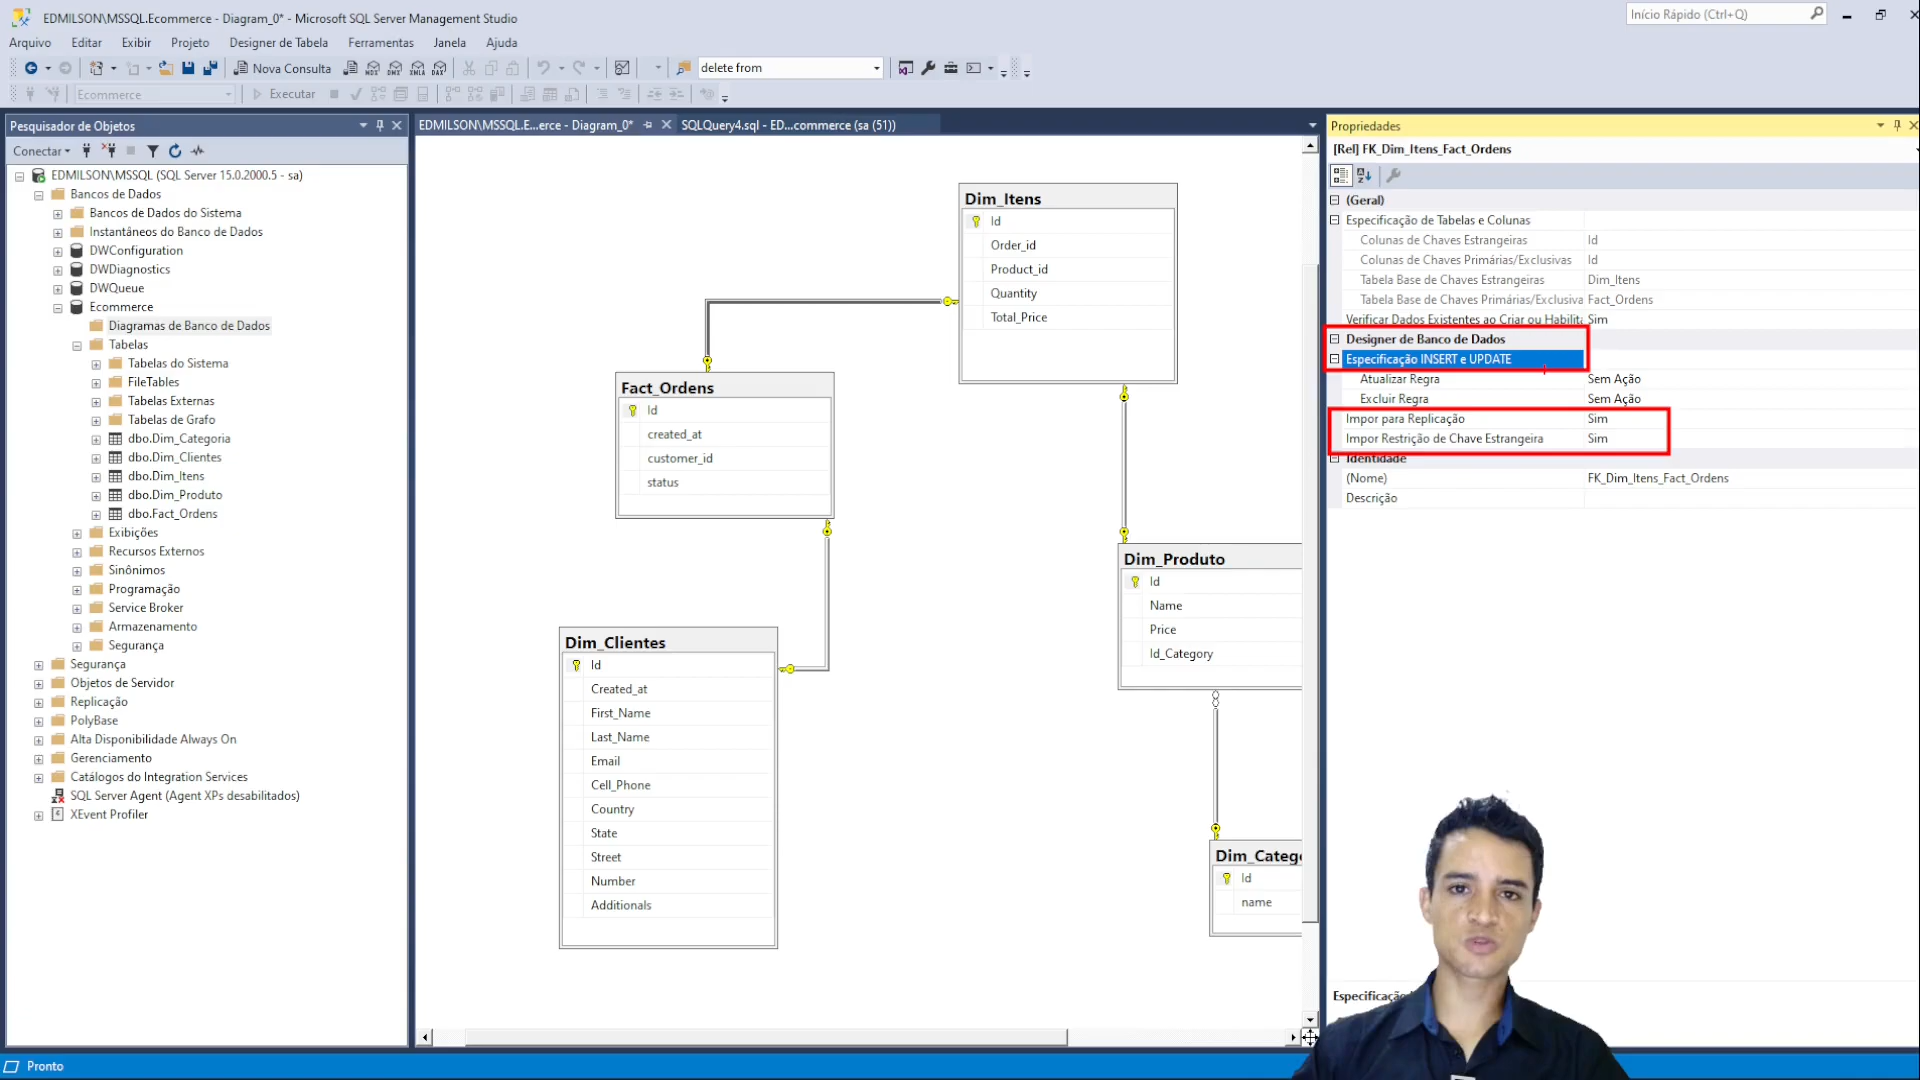 EDMILSON\MSSQL.Ecommerce - Diagram_0* - Microsoft SQL Server Management Studio
Início Rápido (Ctrl+Q)
Arquivo Editar Exibir Projeto Designer de Tabela Ferramentas Janela Ajuda
Nova Consulta
delete from
Ecommerce
Executar
Pesquisador de Objetos
Conectar
EDMILSON\MSSQL (SQL Server 15.0.2000.5 - sa)
Bancos de Dados
Bancos de Dados do Sistema
Instantâneos do Banco de Dados
DWConfiguration
DWDiagnostics
DWQueue
Ecommerce
Diagramas de Banco de Dados
Tabelas
Tabelas do Sistema
FileTables
Tabelas Externas
Tabelas de Grafo
dbo.Dim_Categoria
dbo.Dim_Clientes
dbo.Dim_Itens
dbo.Dim_Produto
dbo.Fact_Ordens
Exibições
Recursos Externos
Sinônimos
Programação
Service Broker
Armazenamento
Segurança
Segurança
Objetos de Servidor
Replicação
PolyBase
Alta Disponibilidade Always On
Gerenciamento
Catálogos do Integration Services
SQL Server Agent (Agent XPs desabilitados)
XEvent Profiler
EDMILSON\MSSQL.E...erce - Diagram_0*
SQLQuery4.sql - ED...commerce (sa (51))
Dim_Itens
Id
Order_id
Product_id
Quantity
Total_Price
Fact_Ordens
Id
created_at
customer_id
status
Dim_Produto
Id
Name
Price
Id_Category
Dim_Clientes
Id
Created_at
First_Name
Last_Name
Email
Cell_Phone
Country
State
Street
Number
Additionals
Dim_Catego
Id
name
Propriedades
[Rel] FK_Dim_Itens_Fact_Ordens
(Geral)
Especificação de Tabelas e Colunas
Colunas de Chaves Estrangeiras Id
Colunas de Chaves Primárias/Exclusivas Id
Tabela Base de Chaves Estrangeiras Dim_Itens
Tabela Base de Chaves Primárias/Exclusiva Fact_Ordens
Verificar Dados Existentes ao Criar ou Habilita Sim
Designer de Banco de Dados
Especificação INSERT e UPDATE
Atualizar Regra Sem Ação
Excluir Regra Sem Ação
Impor para Replicação Sim
Impor Restrição de Chave Estrangeira Sim
Identidade
(Nome) FK_Dim_Itens_Fact_Ordens
Descrição
Especificação
Pronto